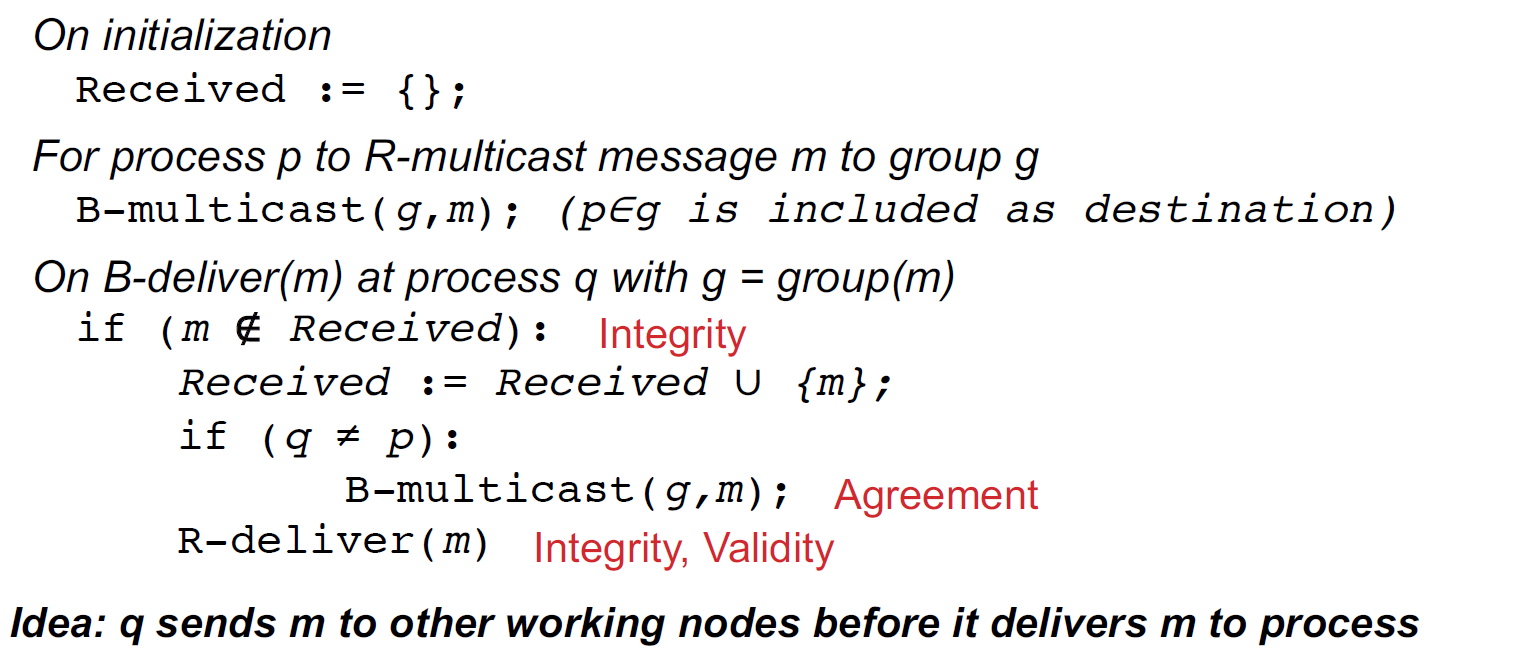 On initialization
Received := {};
For process p to R-multicast message m to group g
B-multicast(g,m); (p∈g is included as destination)
On B-deliver(m) at process q with g = group(m)
if (m ∉ Received): Integrity
Received := Received ∪ {m};
if (q ≠ p):
B-multicast(g,m); Agreement
R-deliver(m) Integrity, Validity
Idea: q sends m to other working nodes before it delivers m to process